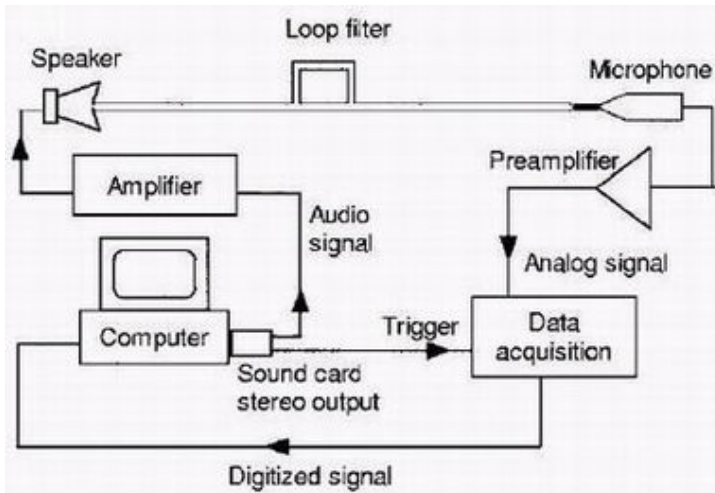 Loop filter
Speaker
Microphone
Preamplifier
Amplifier
Audio
signal
Analog signal
Computer
Trigger
Data
acquisition
Sound card
stereo output
Digitized signal